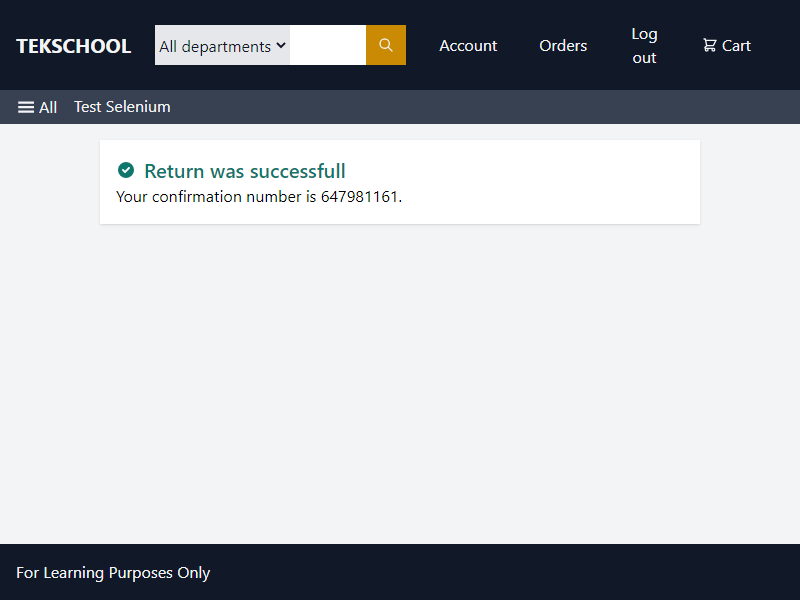 TEKSCHOOL
All departments
Account
Orders
Log
out
Cart
All
Test Selenium
Return was successfull
Your confirmation number is 647981161.
For Learning Purposes Only